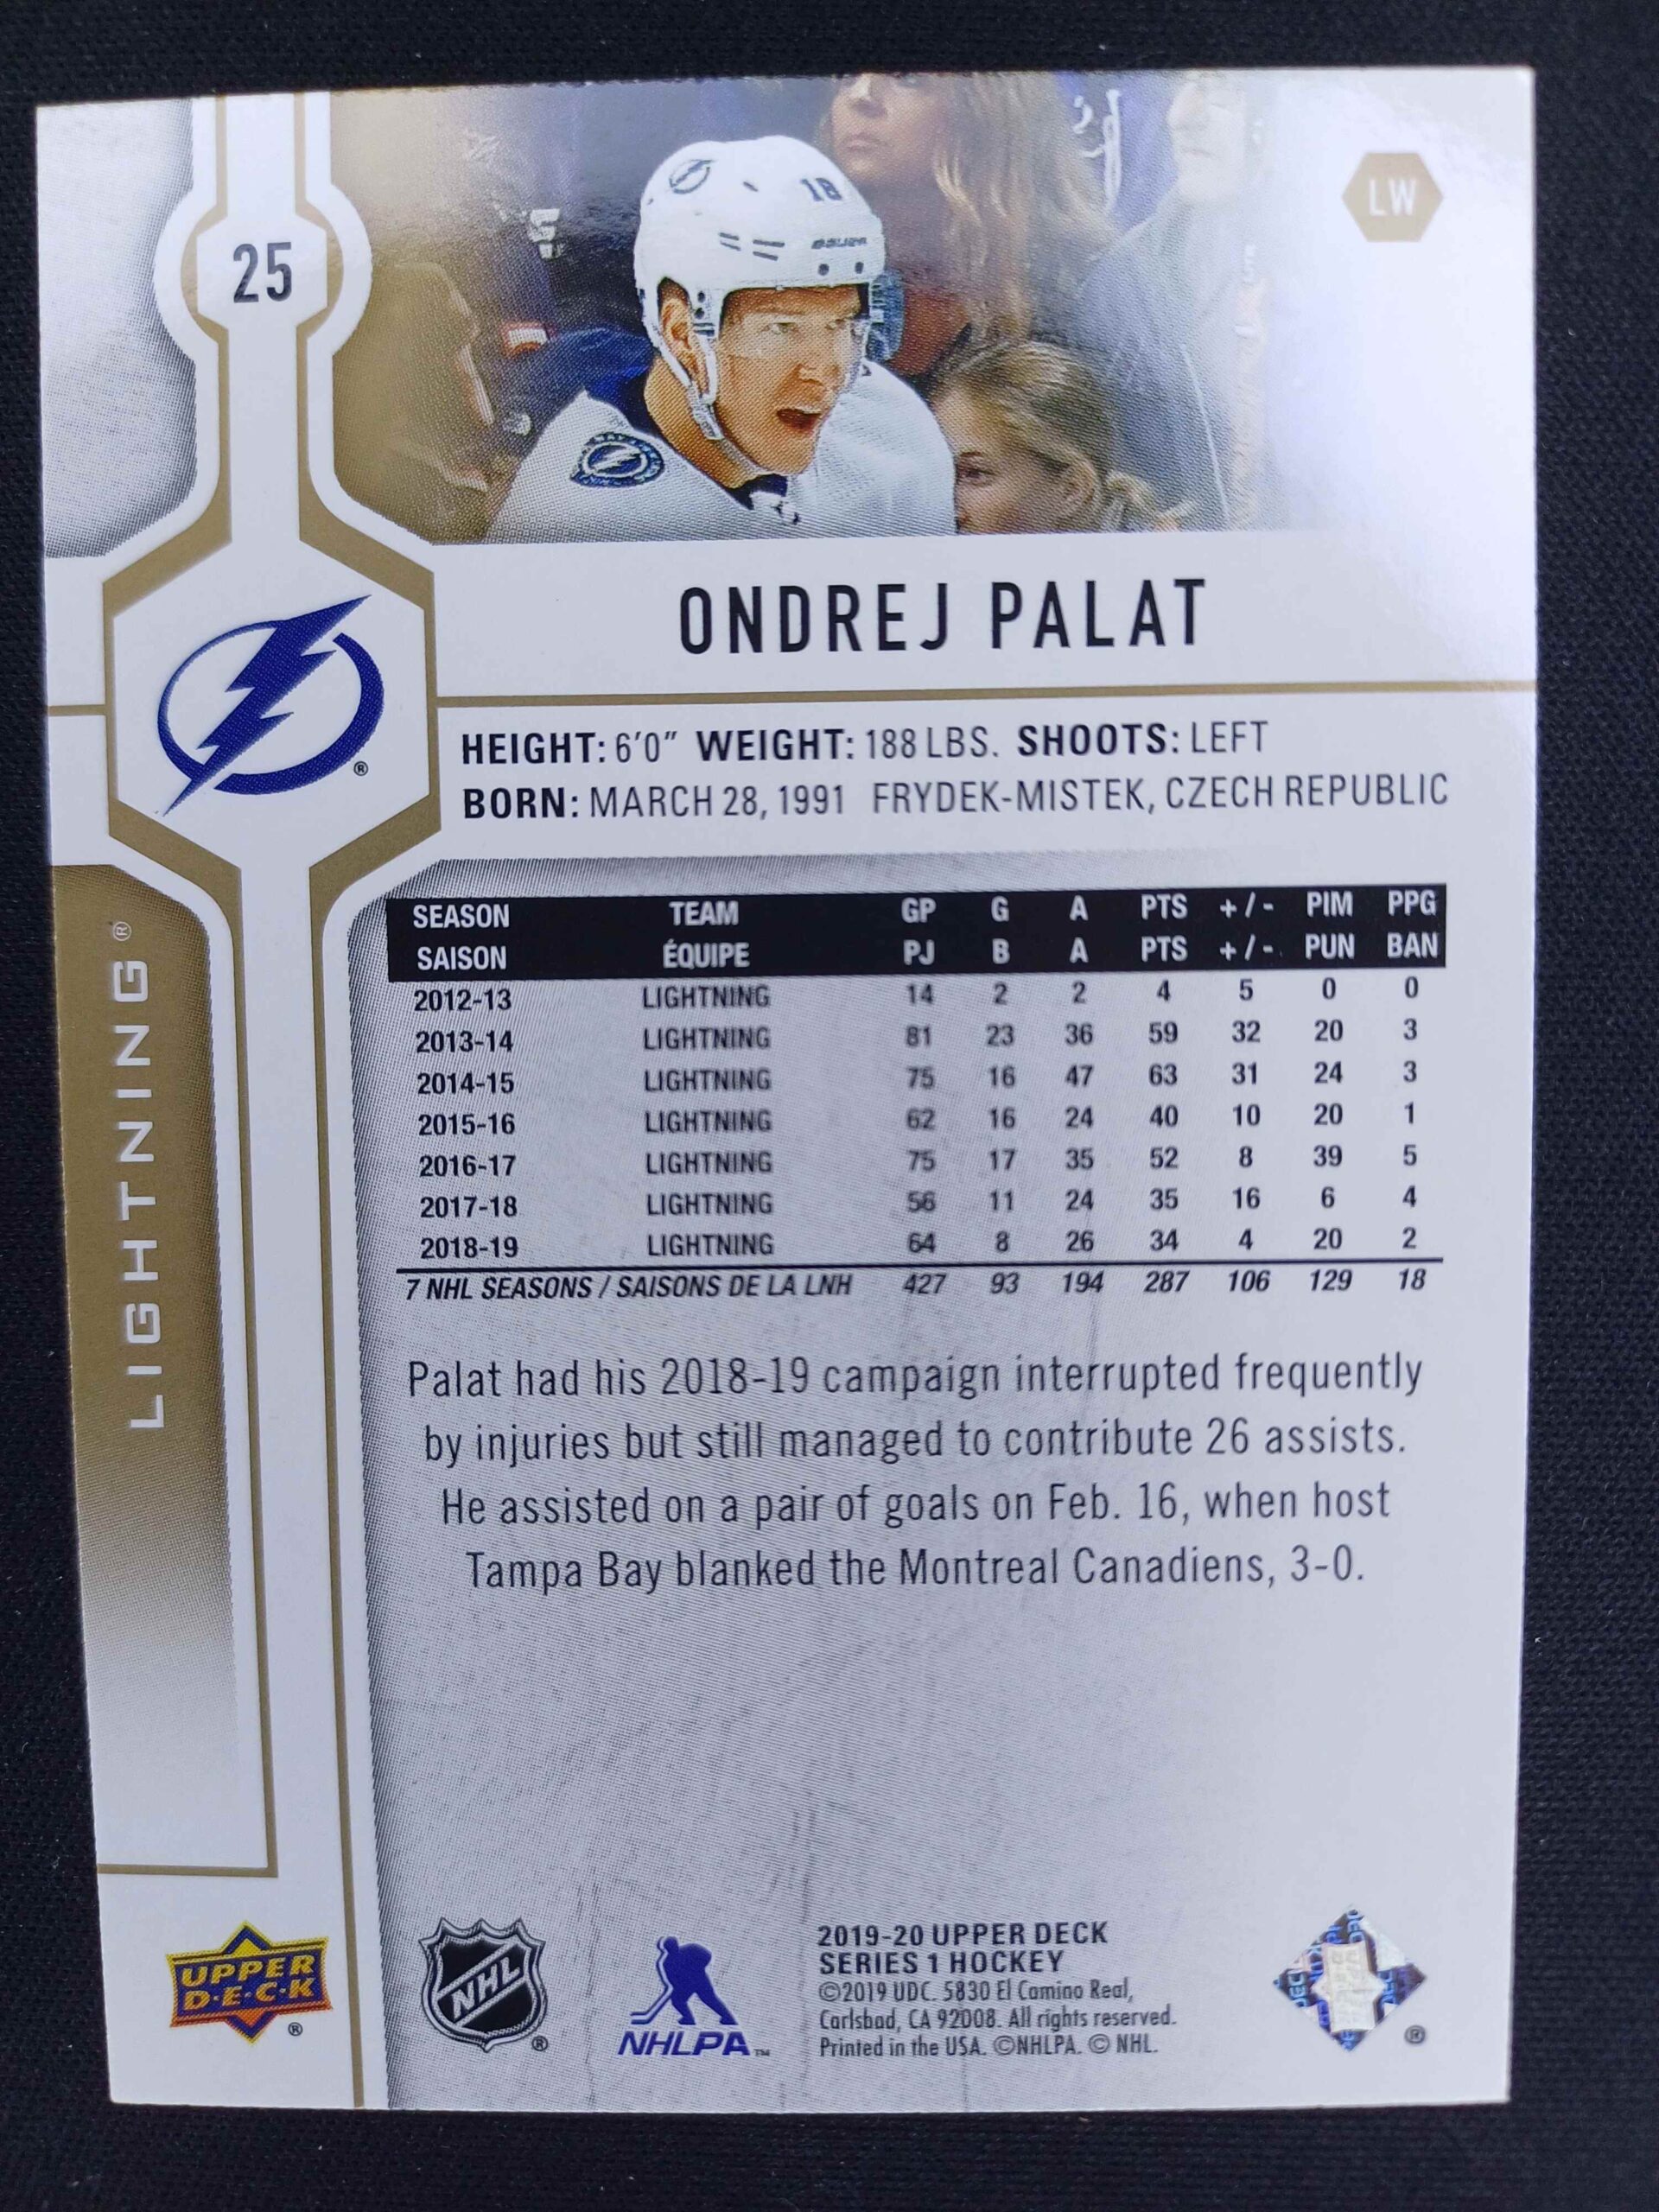 18
BAUER
LW
25
ONDREJ PALAT
HEIGHT: 6'0" WEIGHT: 188 LBS. SHOOTS: LEFT
BORN: MARCH 28, 1991 FRYDEK-MISTEK, CZECH REPUBLIC
LIGHTNING®
SEASON TEAM GP G A PTS +/- PIM PPG
SAISON ÉQUIPE PJ B A PTS +/- PUN BAN
2012-13 LIGHTNING 14 2 2 4 5 0 0
2013-14 LIGHTNING 81 23 36 59 32 20 3
2014-15 LIGHTNING 75 16 47 63 31 24 3
2015-16 LIGHTNING 62 16 24 40 10 20 1
2016-17 LIGHTNING 75 17 35 52 8 39 5
2017-18 LIGHTNING 56 11 24 35 16 6 4
2018-19 LIGHTNING 64 8 26 34 4 20 2
7 NHL SEASONS / SAISONS DE LA LNH 427 93 194 287 106 129 18
Palat had his 2018-19 campaign interrupted frequently
by injuries but still managed to contribute 26 assists.
He assisted on a pair of goals on Feb. 16, when host
Tampa Bay blanked the Montreal Canadiens, 3-0.
UPPER
D·E·C·K
®
NHL
®
NHLPA™
2019-20 UPPER DECK
SERIES 1 HOCKEY
©2019 UDC. 5830 El Camino Real,
Carlsbad, CA 92008. All rights reserved.
Printed in the USA. ©NHLPA. © NHL.
®